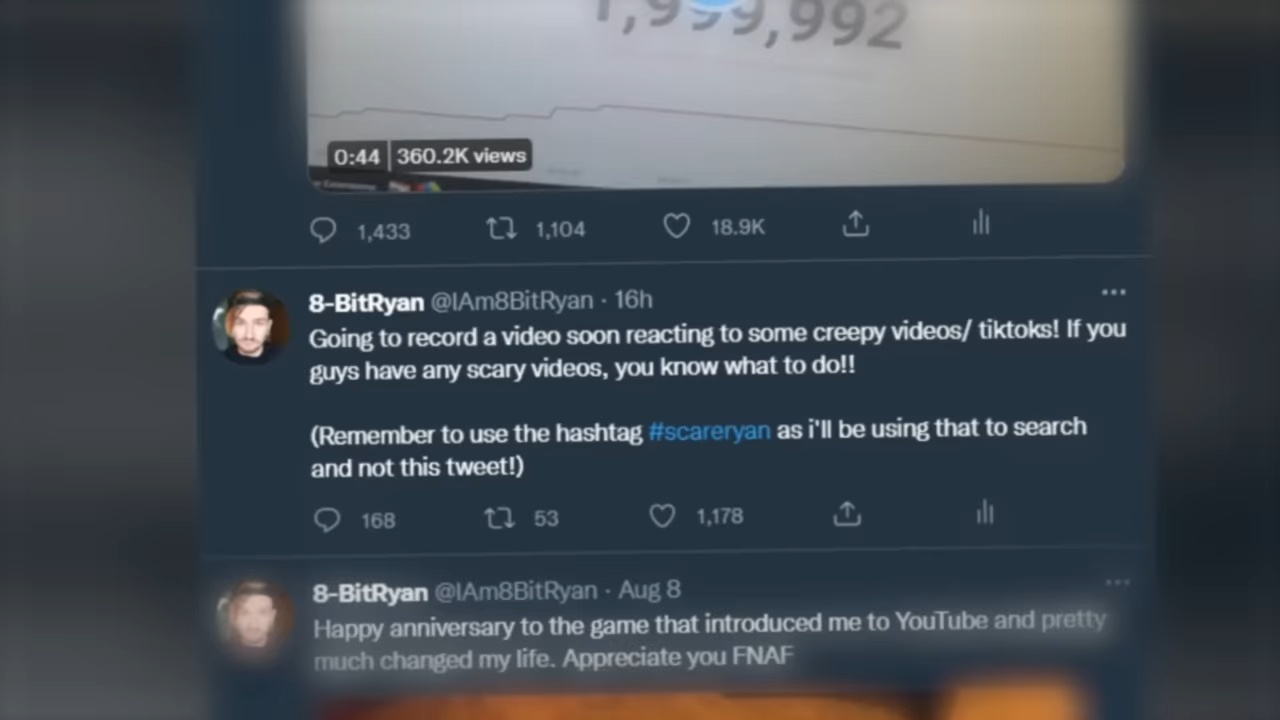 1,999,992
0:44 360.2K views
1,433 1,104 18.9K
8-BitRyan @IAm8BitRyan · 16h
Going to record a video soon reacting to some creepy videos/ tiktoks! If you
guys have any scary videos, you know what to do!!
(Remember to use the hashtag #scareryan as i'll be using that to search
and not this tweet!)
168 53 1,178
8-BitRyan @IAm8BitRyan · Aug 8
Happy anniversary to the game that introduced me to YouTube and pretty
much changed my life. Appreciate you FNAF